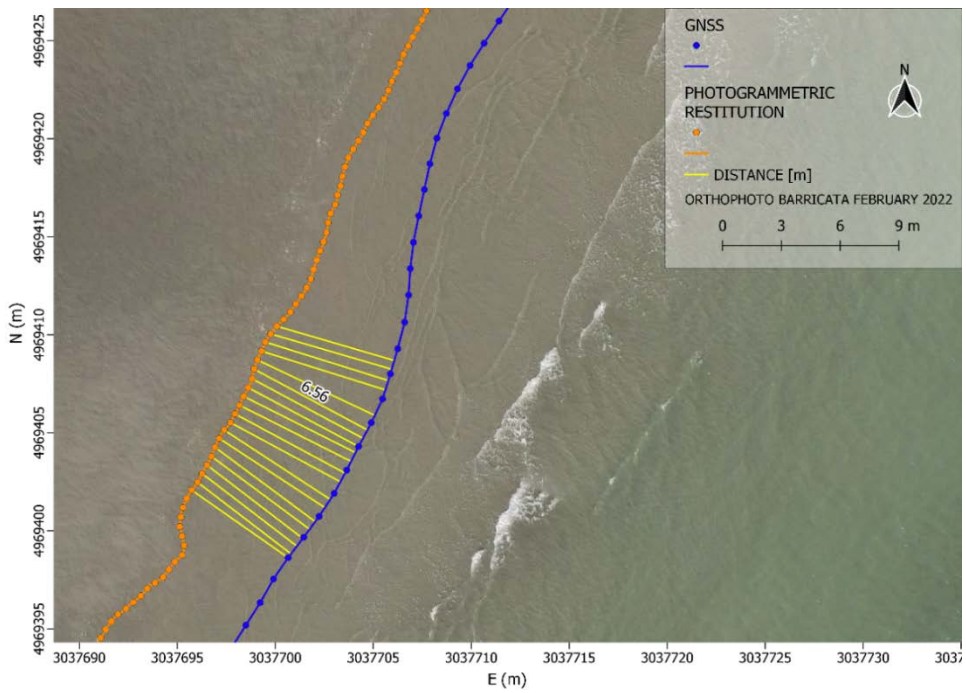 GNSS
N
PHOTOGRAMMETRIC
RESTITUTION
DISTANCE [m]
ORTHOPHOTO BARRICATA FEBRUARY 2022
0 3 6 9 m
6.56
4969425
4969420
4969415
4969410
4969405
4969400
4969395
N (m)
3037690 3037695 3037700 3037705 3037710 3037715 3037720 3037725 3037730 3037
E (m)